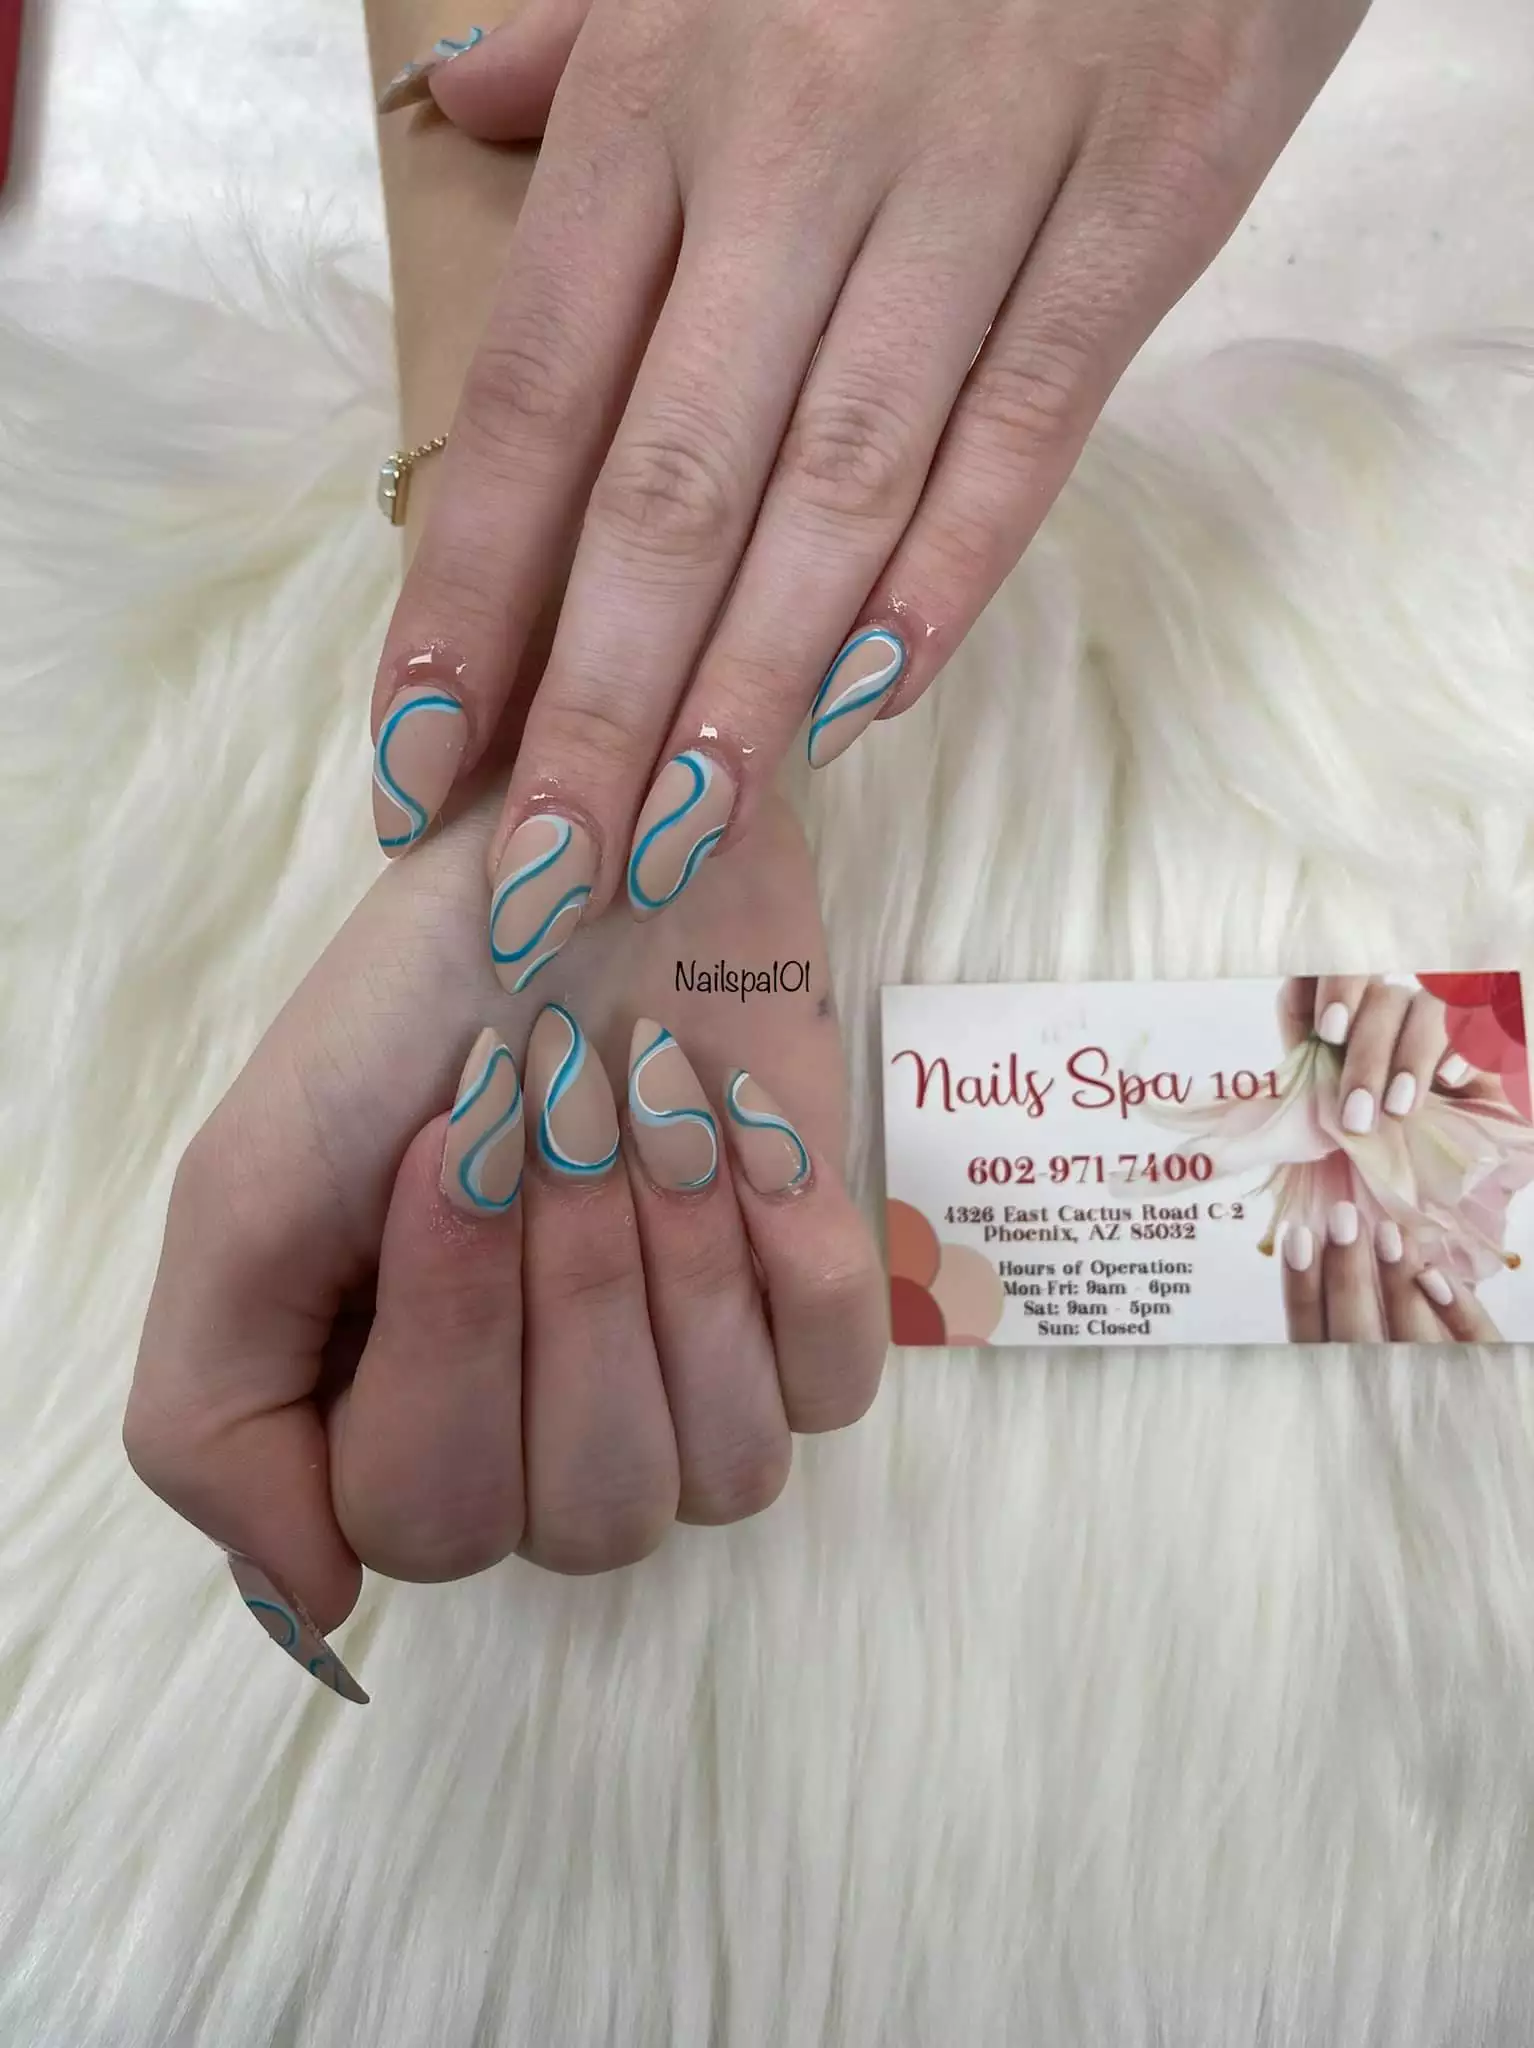 Nailspa101
Nails Spa 101
602-971-7400
4326 East Cactus Road C-2
Phoenix, AZ 85032
Hours of Operation:
Mon-Fri: 9am - 6pm
Sat: 9am - 5pm
Sun: Closed